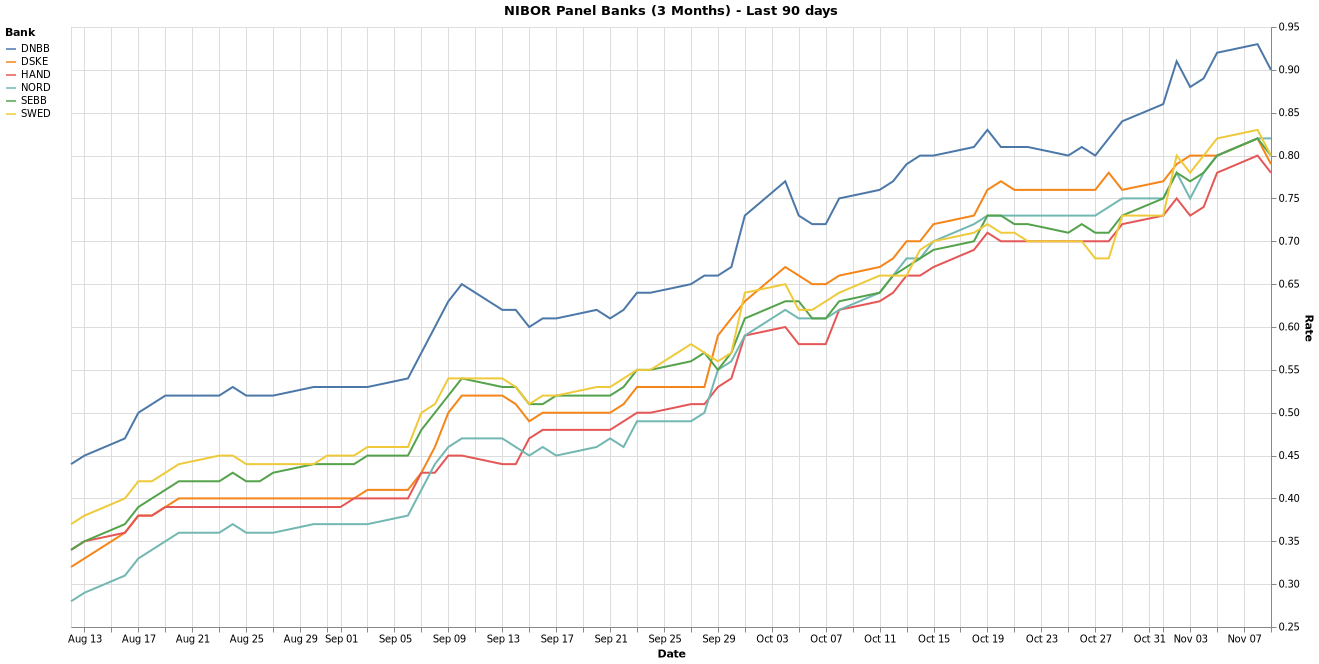 NIBOR Panel Banks (3 Months) - Last 90 days
Bank
DNBB
DSKE
HAND
NORD
SEBB
SWED
0.95
0.90
0.85
0.80
0.75
0.70
0.65
0.60
0.55
0.50
0.45
0.40
0.35
0.30
0.25
Rate
Aug 13 Aug 17 Aug 21 Aug 25 Aug 29 Sep 01 Sep 05 Sep 09 Sep 13 Sep 17 Sep 21 Sep 25 Sep 29 Oct 03 Oct 07 Oct 11 Oct 15 Oct 19 Oct 23 Oct 27 Oct 31 Nov 03 Nov 07
Date